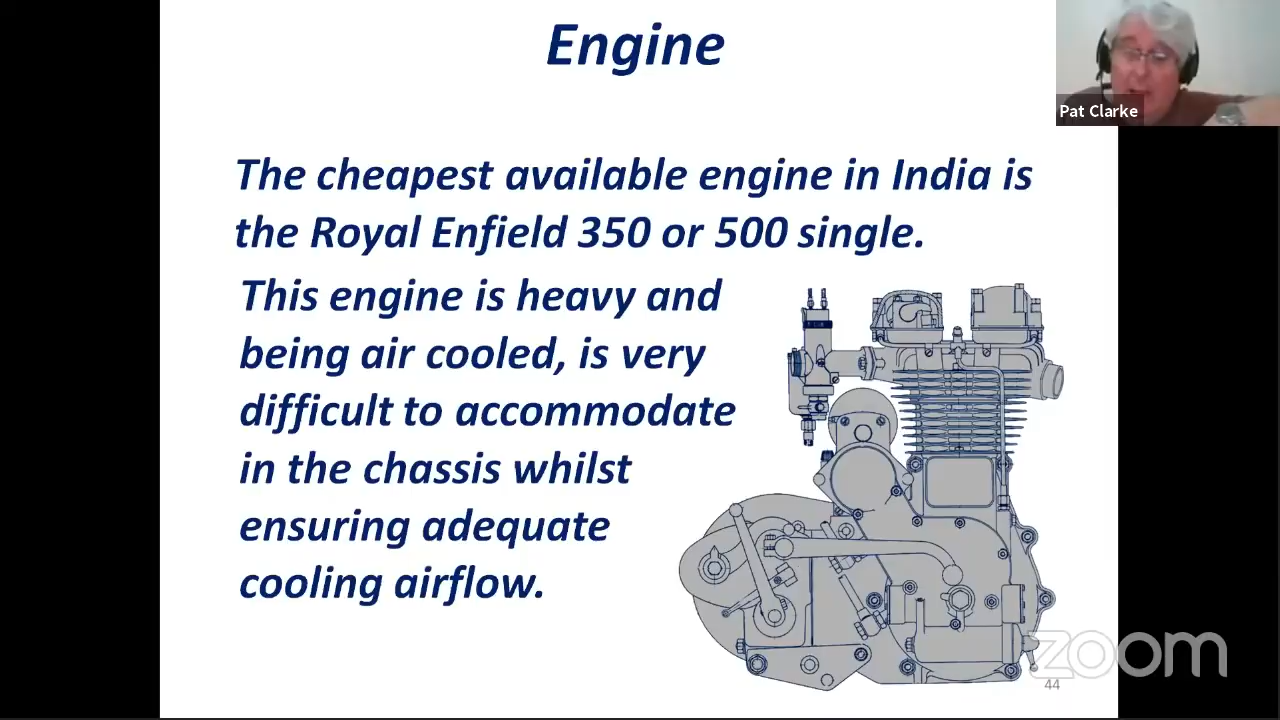 Engine
Pat Clarke
The cheapest available engine in India is
the Royal Enfield 350 or 500 single.
This engine is heavy and
being air cooled, is very
difficult to accommodate
in the chassis whilst
ensuring adequate
cooling airflow.
zoom
44